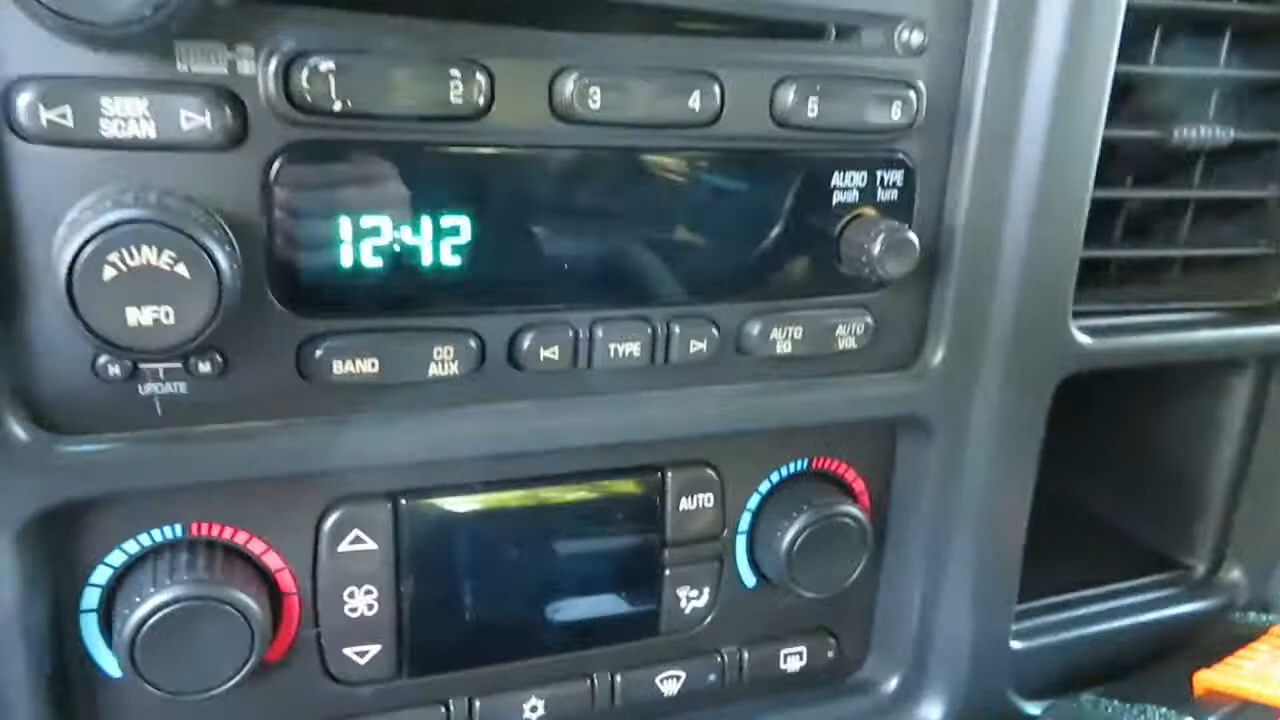 1 2
3 4
5 6
SEEK
SCAN
AUDIO TYPE
push turn
12:42
TUNE
INFO
BAND
CD
AUX
TYPE
AUTO
EQ
AUTO
VOL
H M
UPDATE
AUTO